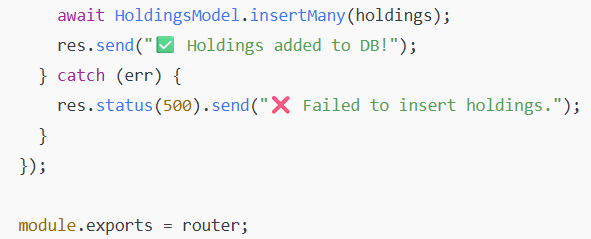 await HoldingsModel.insertMany(holdings);
res.send("✅ Holdings added to DB!");
} catch (err) {
res.status(500).send("❌ Failed to insert holdings.");
}
});
module.exports = router;